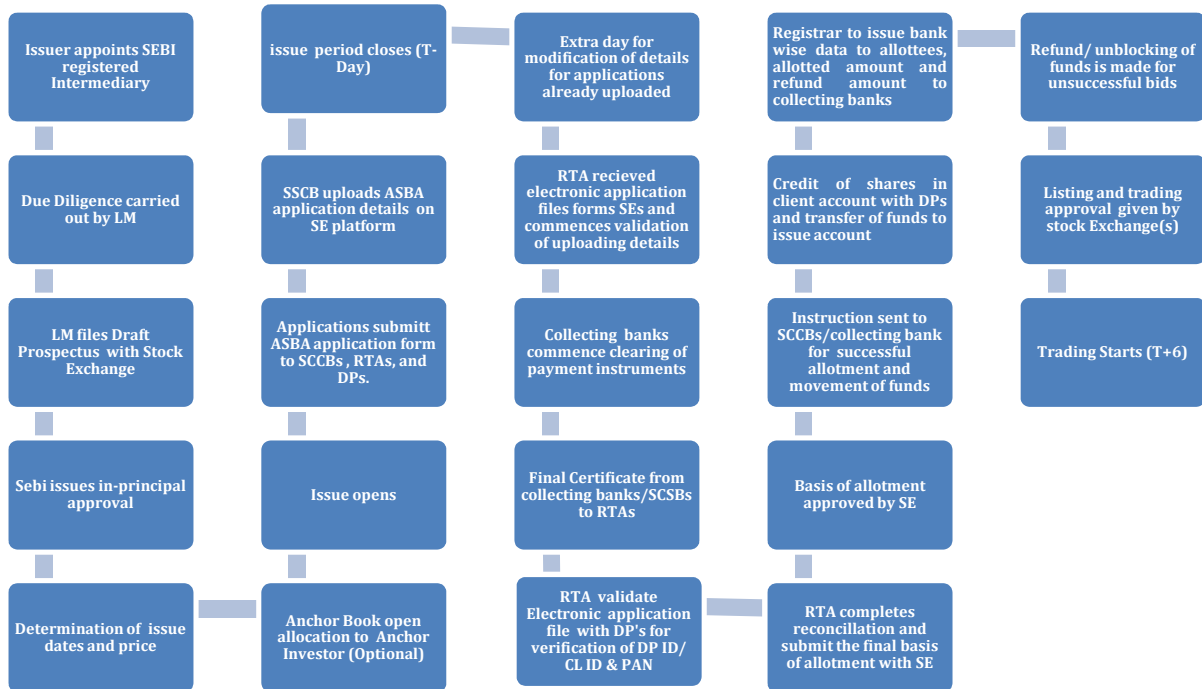 Issuer appoints SEBI
registered
Intermediary
Due Diligence carried
out by LM
LM files Draft
Prospectus with Stock
Exchange
Sebi issues in-principal
approval
Determination of issue
dates and price
Anchor Book open
allocation to Anchor
Investor (Optional)
Issue opens
Applications submitt
ASBA application form
to SCCBs , RTAs, and
DPs.
SSCB uploads ASBA
application details on
SE platform
issue period closes (T-
Day)
Extra day for
modification of details
for applications
already uploaded
RTA recieved
electronic application
files forms SEs and
commences validation
of uploading details
Collecting banks
commence clearing of
payment instruments
Final Certificate from
collecting banks/SCSBs
to RTAs
RTA validate
Electronic application
file with DP's for
verification of DP ID/
CL ID & PAN
RTA completes
reconcillation and
submit the final basis
of allotment with SE
Basis of allotment
approved by SE
Instruction sent to
SCCBs/collecting bank
for successful
allotment and
movement of funds
Credit of shares in
client account with DPs
and transfer of funds to
issue account
Registrar to issue bank
wise data to allottees,
allotted amount and
refund amount to
collecting banks
Refund/ unblocking of
funds is made for
unsuccessful bids
Listing and trading
approval given by
stock Exchange(s)
Trading Starts (T+6)